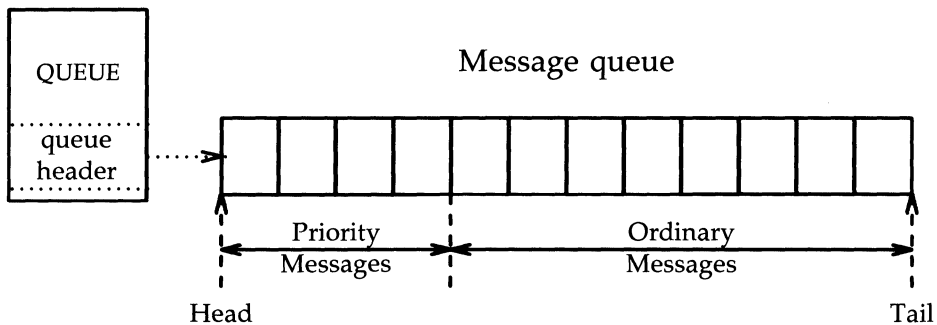 QUEUE
queue
header
Message queue
Priority
Messages
Ordinary
Messages
Head
Tail